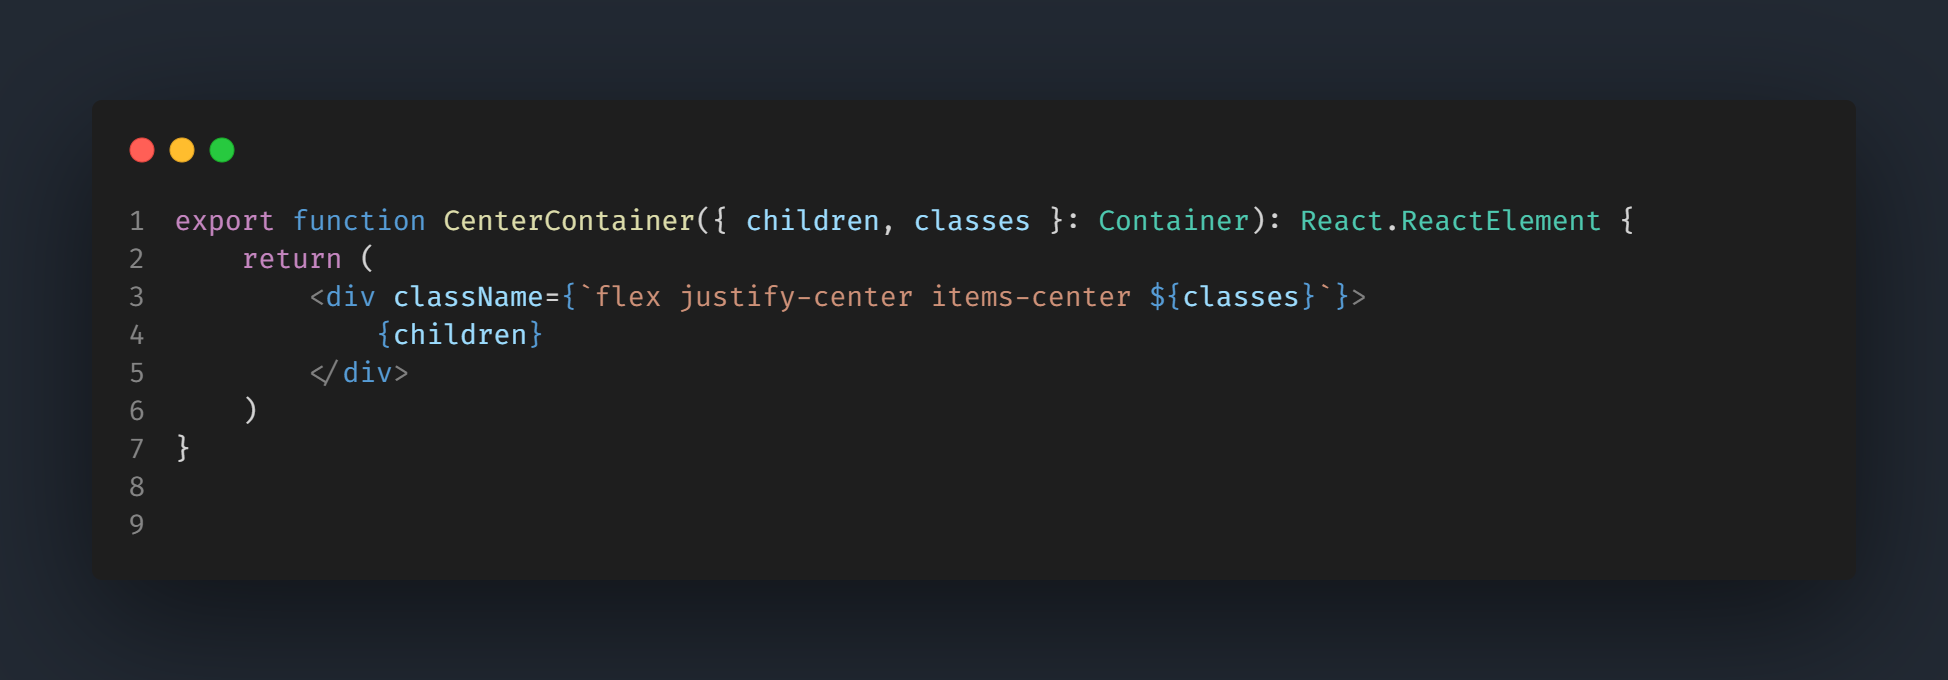 1 export function CenterContainer({ children, classes }: Container): React.ReactElement {
2     return (
3         <div className={`flex justify-center items-center ${classes}`}>
4             {children}
5         </div>
6     )
7 }
8
9